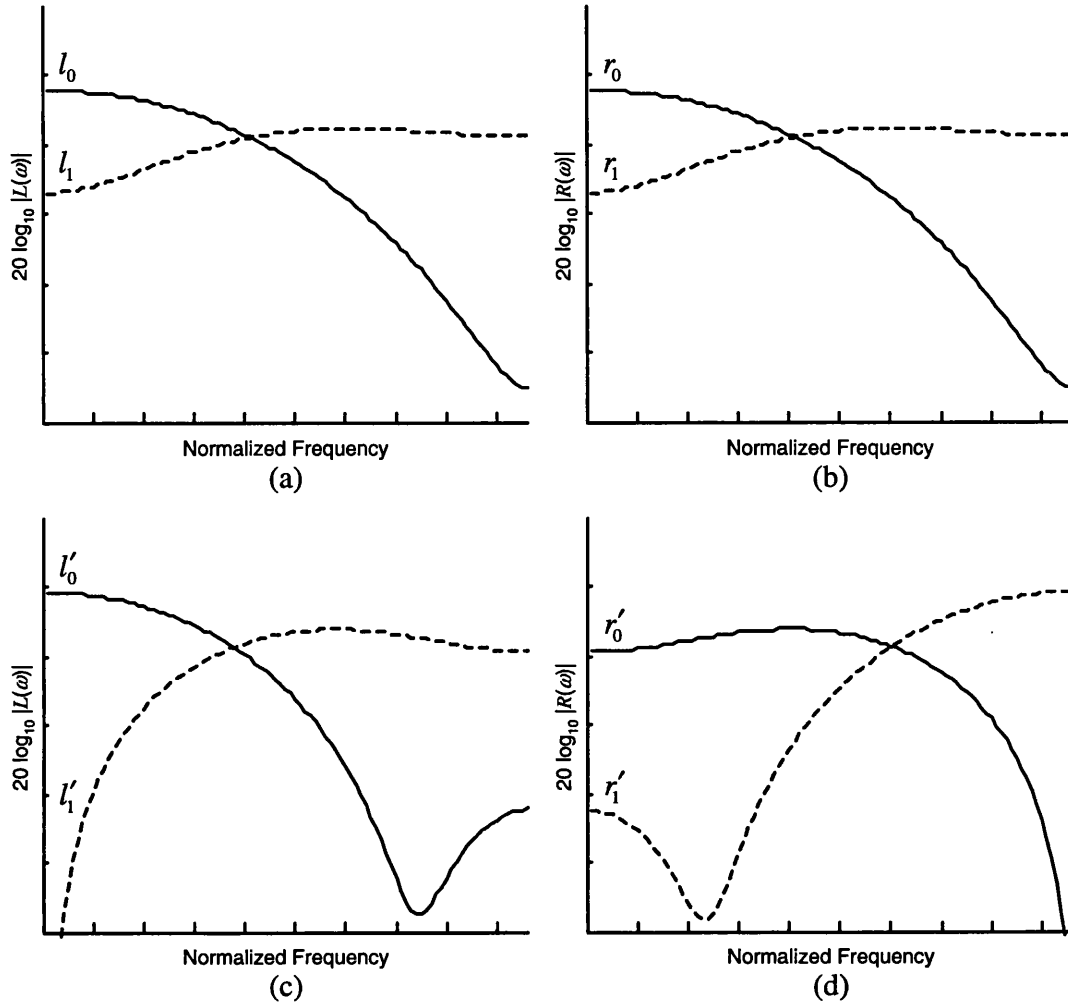 l₀
l₁
20 log₁₀ |L(ω)|
Normalized Frequency
(a)
r₀
r₁
20 log₁₀ |R(ω)|
Normalized Frequency
(b)
l′₀
l′₁
20 log₁₀ |L(ω)|
Normalized Frequency
(c)
r′₀
r′₁
20 log₁₀ |R(ω)|
Normalized Frequency
(d)